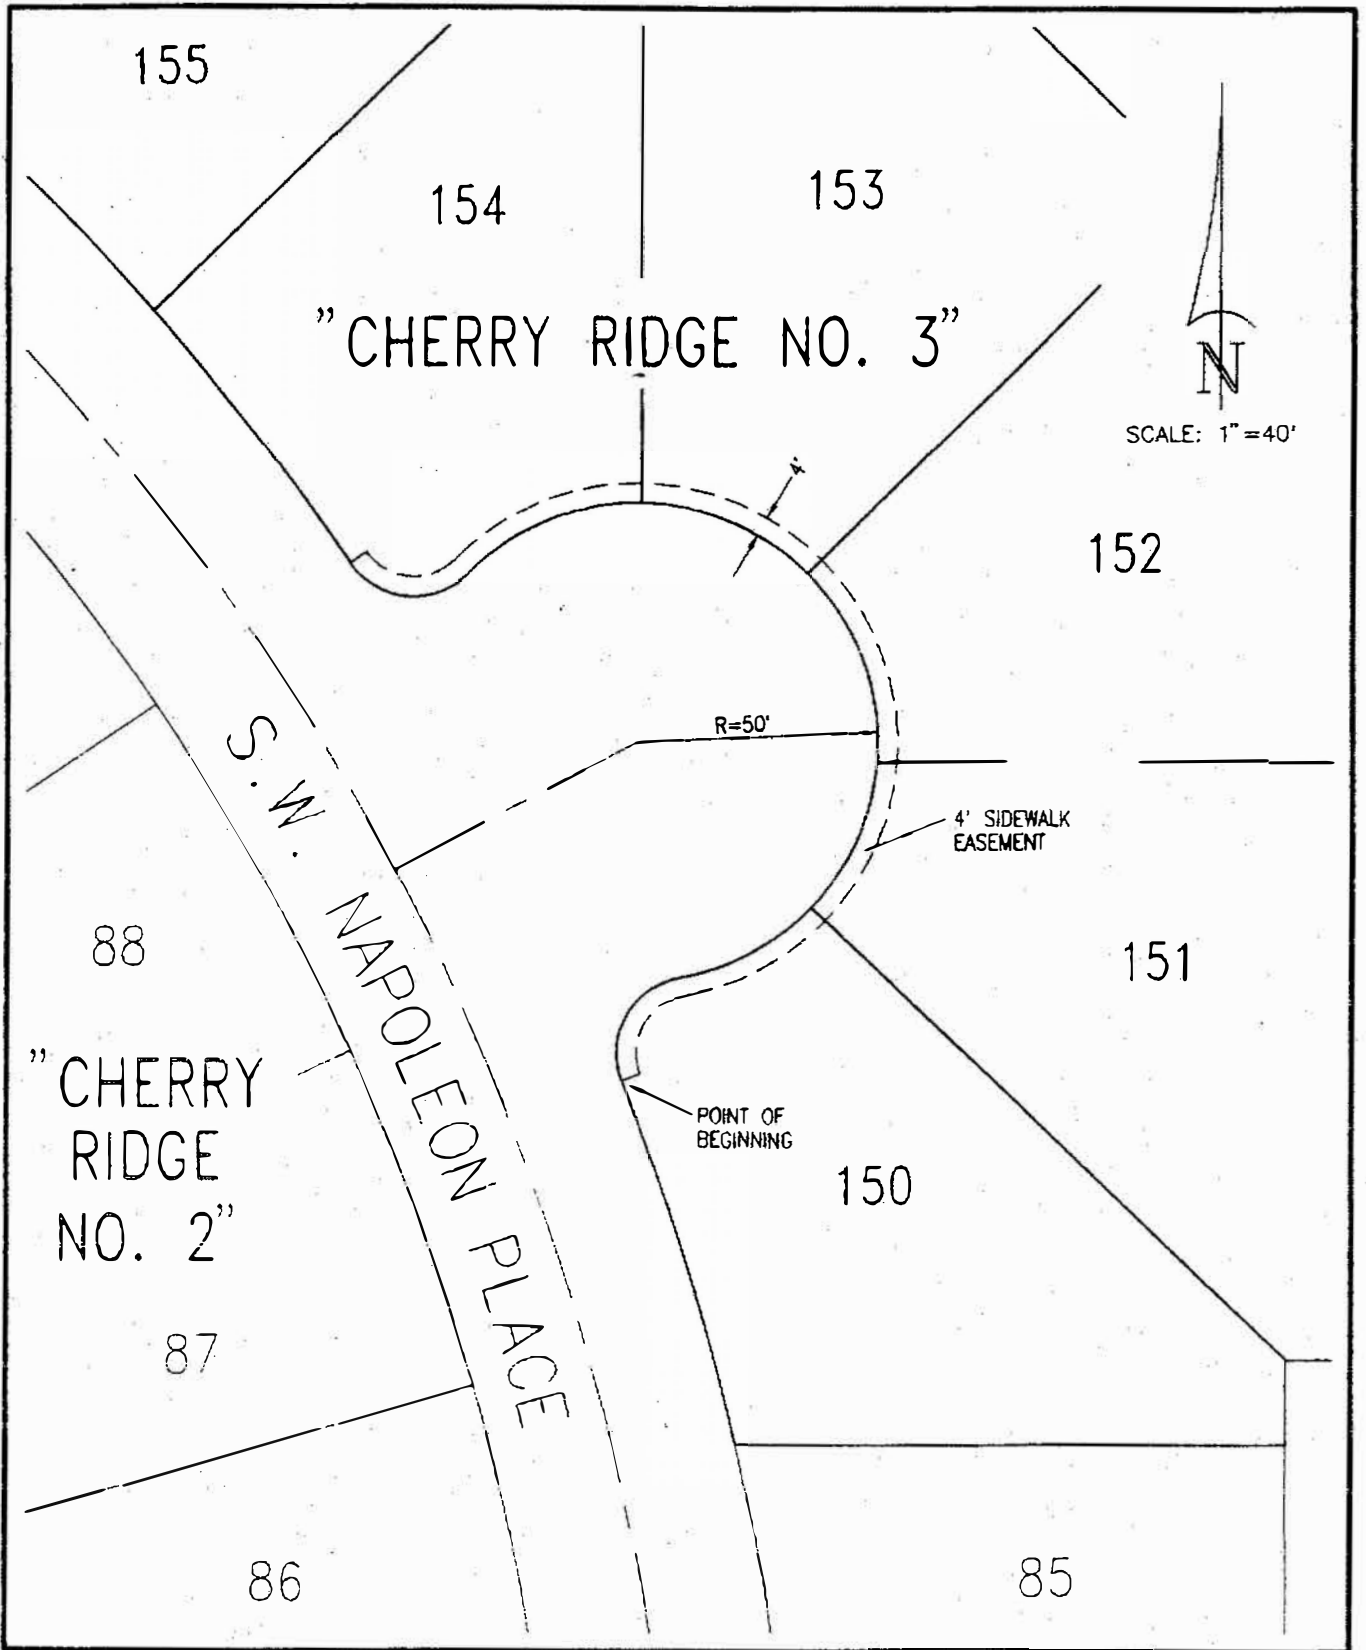 155
154
153
"CHERRY RIDGE NO. 3"
N
SCALE: 1"=40'
4'
152
R=50'
S.W. NAPOLEON PLACE
4' SIDEWALK
EASEMENT
88
151
"CHERRY
RIDGE
NO. 2"
POINT OF
BEGINNING
150
87
86
85